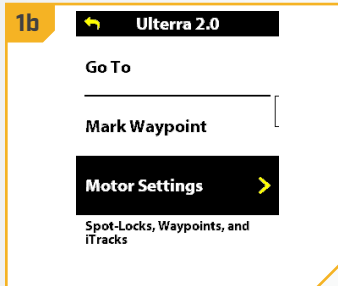 1b
Ulterra 2.0
Go To
Mark Waypoint
Motor Settings
Spot-Locks, Waypoints, and
iTracks